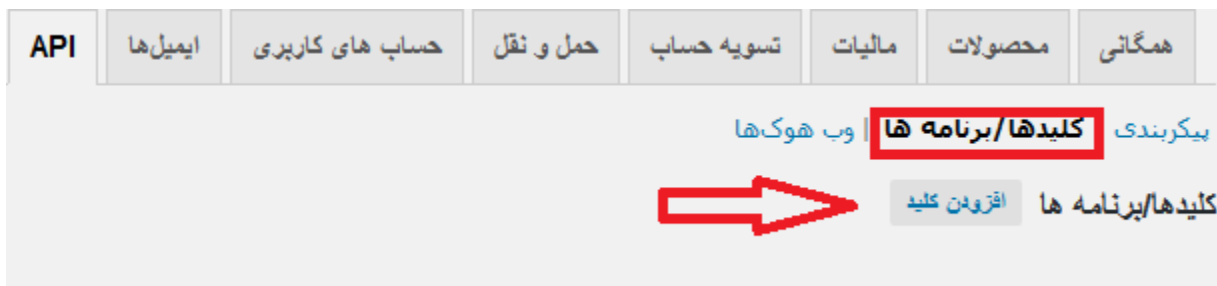 همگانی محصولات مالیات تسویه حساب حمل و نقل حساب های کاربری ایمیل‌ها API
پیکربندی کلیدها/برنامه ها | وب هوک‌ها
کلیدها/برنامه ها افزودن کلید